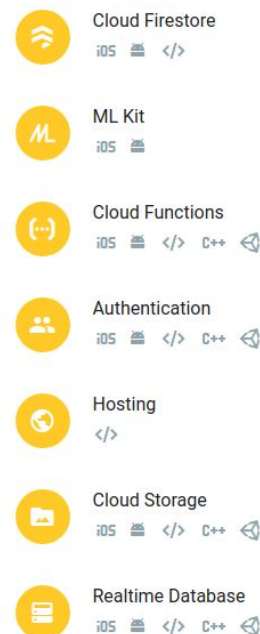 Cloud Firestore
iOS </>
ML Kit
iOS
Cloud Functions
iOS </> C++
Authentication
iOS </> C++
Hosting
</>
Cloud Storage
iOS </> C++
Realtime Database
iOS </> C++